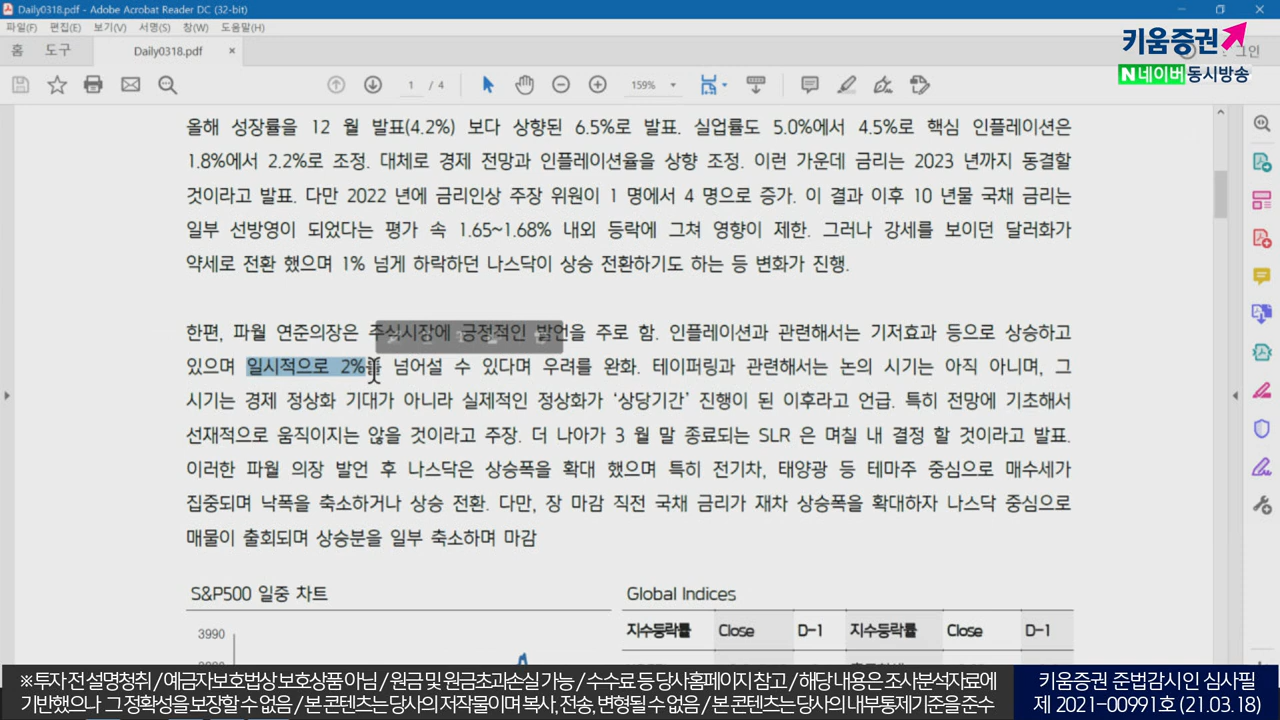 Daily0318.pdf - Adobe Acrobat Reader DC (32-bit)
파일(F) 편집(E) 보기(V) 서명(S) 창(W) 도움말(H)
홈 도구 Daily0318.pdf ×
키움증권
그인
N네이버동시방송
1 / 4 159%
올해 성장률을 12 월 발표(4.2%) 보다 상향된 6.5%로 발표. 실업률도 5.0%에서 4.5%로 핵심 인플레이션은
1.8%에서 2.2%로 조정. 대체로 경제 전망과 인플레이션율을 상향 조정. 이런 가운데 금리는 2023 년까지 동결할
것이라고 발표. 다만 2022 년에 금리인상 주장 위원이 1 명에서 4 명으로 증가. 이 결과 이후 10 년물 국채 금리는
일부 선방영이 되었다는 평가 속 1.65~1.68% 내외 등락에 그쳐 영향이 제한. 그러나 강세를 보이던 달러화가
약세로 전환 했으며 1% 넘게 하락하던 나스닥이 상승 전환하기도 하는 등 변화가 진행.
한편, 파월 연준의장은 주식시장에 긍정적인 발언을 주로 함. 인플레이션과 관련해서는 기저효과 등으로 상승하고
있으며 일시적으로 2%를 넘어설 수 있다며 우려를 완화. 테이퍼링과 관련해서는 논의 시기는 아직 아니며, 그
시기는 경제 정상화 기대가 아니라 실제적인 정상화가 ‘상당기간’ 진행이 된 이후라고 언급. 특히 전망에 기초해서
선재적으로 움직이지는 않을 것이라고 주장. 더 나아가 3 월 말 종료되는 SLR 은 며칠 내 결정 할 것이라고 발표.
이러한 파월 의장 발언 후 나스닥은 상승폭을 확대 했으며 특히 전기차, 태양광 등 테마주 중심으로 매수세가
집중되며 낙폭을 축소하거나 상승 전환. 다만, 장 마감 직전 국채 금리가 재차 상승폭을 확대하자 나스닥 중심으로
매물이 출회되며 상승분을 일부 축소하며 마감
S&P500 일중 차트
Global Indices
지수등락률 Close D-1 지수등락률 Close D-1
3990
※ 투자 전 설명청취 / 예금자보호법상 보호상품 아님 / 원금 및 원금초과손실 가능 / 수수료 등 당사홈페이지 참고 / 해당 내용은 조사분석자료에
기반했으나 그 정확성을 보장할 수 없음 / 본 콘텐츠는 당사의 저작물이며 복사, 전송, 변형될 수 없음 / 본 콘텐츠는 당사의 내부통제기준을 준수
키움증권 준법감시인 심사필
제 2021-00991호 (21.03.18)